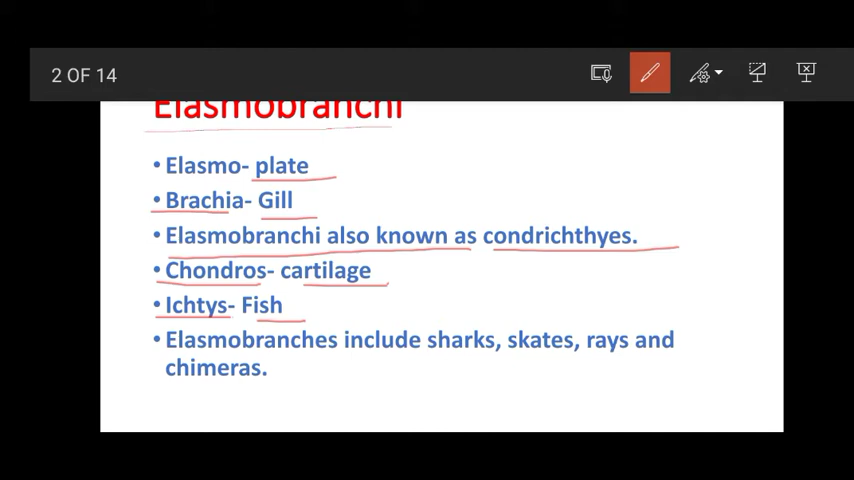 2 OF 14
Elasmobranchi
• Elasmo- plate
• Brachia- Gill
• Elasmobranchi also known as condrichthyes.
• Chondros- cartilage
• Ichtys- Fish
• Elasmobranches include sharks, skates, rays and
chimeras.